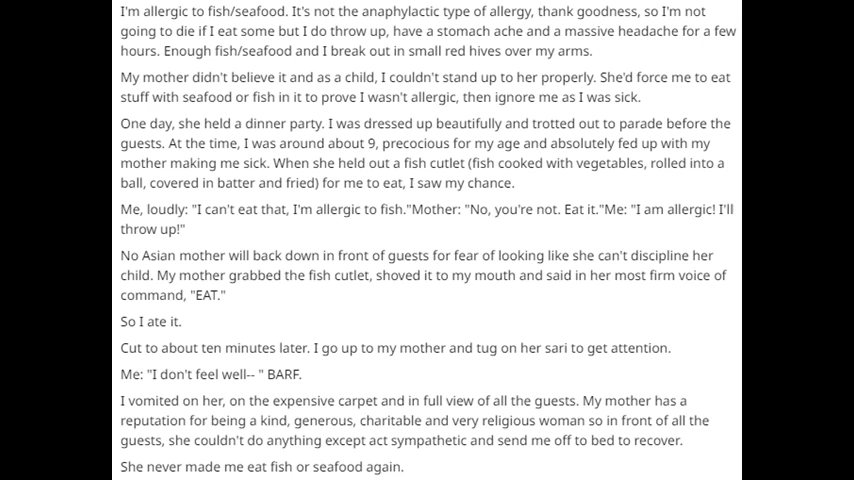 I'm allergic to fish/seafood. It's not the anaphylactic type of allergy, thank goodness, so I'm not
going to die if I eat some but I do throw up, have a stomach ache and a massive headache for a few
hours. Enough fish/seafood and I break out in small red hives over my arms.
My mother didn't believe it and as a child, I couldn't stand up to her properly. She'd force me to eat
stuff with seafood or fish in it to prove I wasn't allergic, then ignore me as I was sick.
One day, she held a dinner party. I was dressed up beautifully and trotted out to parade before the
guests. At the time, I was around about 9, precocious for my age and absolutely fed up with my
mother making me sick. When she held out a fish cutlet (fish cooked with vegetables, rolled into a
ball, covered in batter and fried) for me to eat, I saw my chance.
Me, loudly: "I can't eat that, I'm allergic to fish."Mother: "No, you're not. Eat it."Me: "I am allergic! I'll
throw up!"
No Asian mother will back down in front of guests for fear of looking like she can't discipline her
child. My mother grabbed the fish cutlet, shoved it to my mouth and said in her most firm voice of
command, "EAT."
So I ate it.
Cut to about ten minutes later. I go up to my mother and tug on her sari to get attention.
Me: "I don't feel well-- " BARF.
I vomited on her, on the expensive carpet and in full view of all the guests. My mother has a
reputation for being a kind, generous, charitable and very religious woman so in front of all the
guests, she couldn't do anything except act sympathetic and send me off to bed to recover.
She never made me eat fish or seafood again.